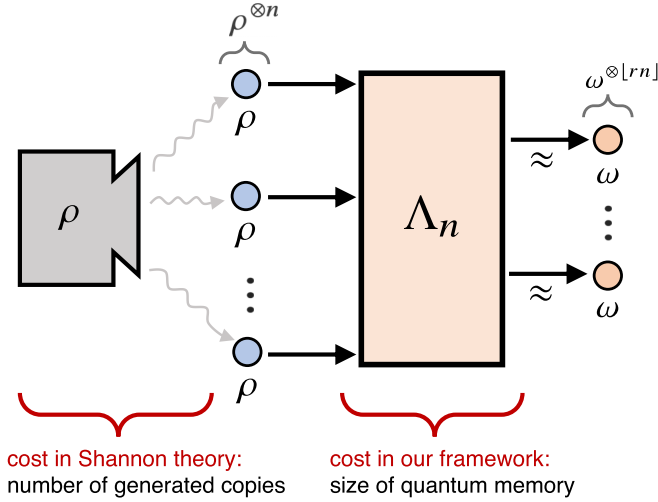 ρ^{⊗n}
ω^{⊗⌊rn⌋}
ρ
≈
ω
ρ
ρ
Λ_n
⋮
⋮
≈
ω
ρ
cost in Shannon theory:
number of generated copies
cost in our framework:
size of quantum memory